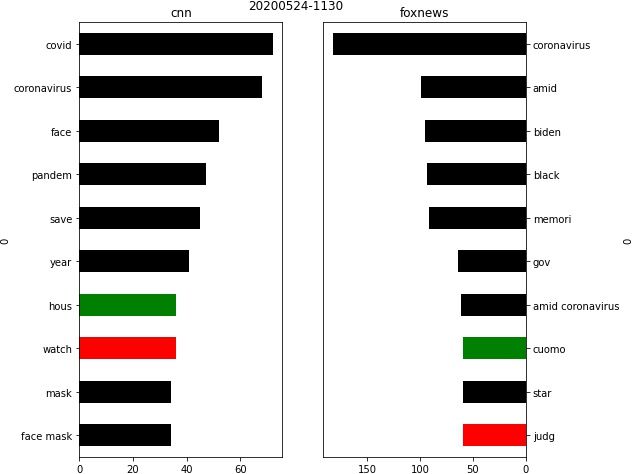 20200524-1130
cnn
foxnews
covid
coronavirus
face
pandem
save
year
hous
watch
mask
face mask
0
0 20 40 60
coronavirus
amid
biden
black
memori
gov
amid coronavirus
cuomo
star
judg
0
150 100 50 0